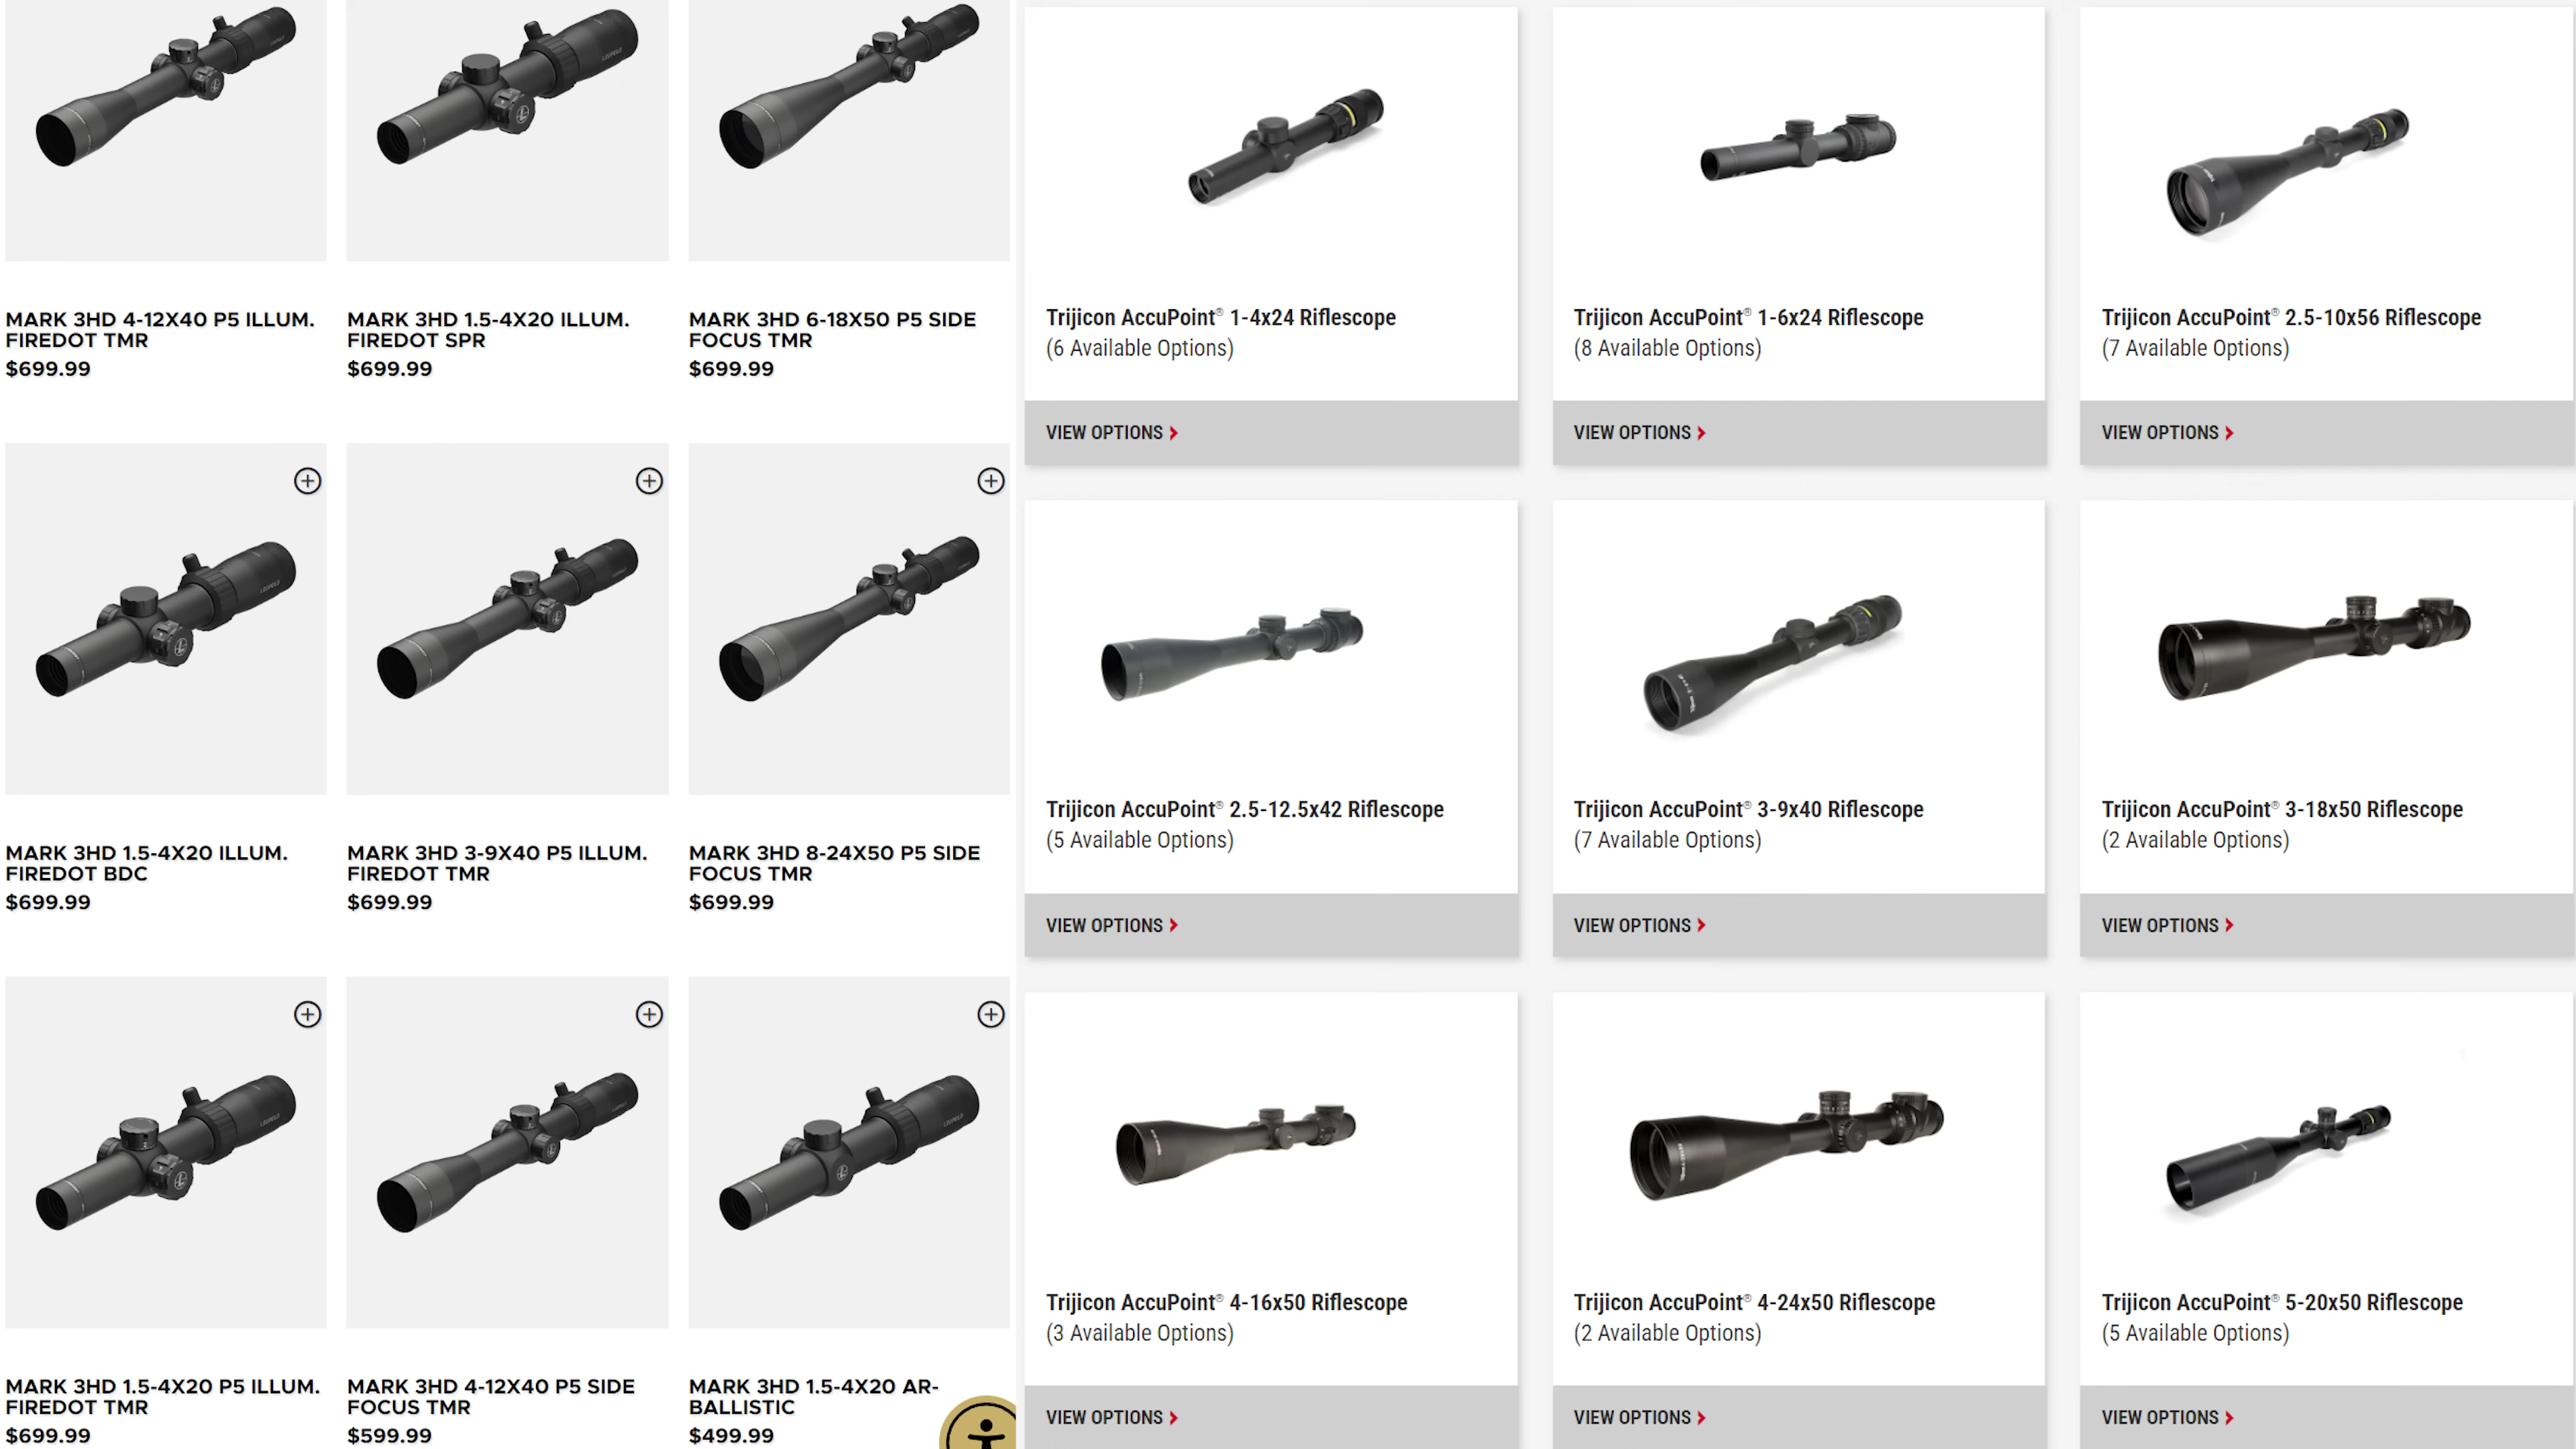 MARK 3HD 4-12X40 P5 ILLUM.
FIREDOT TMR
$699.99
MARK 3HD 1.5-4X20 ILLUM.
FIREDOT SPR
$699.99
MARK 3HD 6-18X50 P5 SIDE
FOCUS TMR
$699.99
MARK 3HD 1.5-4X20 ILLUM.
FIREDOT BDC
$699.99
MARK 3HD 3-9X40 P5 ILLUM.
FIREDOT TMR
$699.99
MARK 3HD 8-24X50 P5 SIDE
FOCUS TMR
$699.99
MARK 3HD 1.5-4X20 P5 ILLUM.
FIREDOT TMR
$699.99
MARK 3HD 4-12X40 P5 SIDE
FOCUS TMR
$599.99
MARK 3HD 1.5-4X20 AR-
BALLISTIC
$499.99
Trijicon AccuPoint® 1-4x24 Riflescope
(6 Available Options)
VIEW OPTIONS
Trijicon AccuPoint® 1-6x24 Riflescope
(8 Available Options)
VIEW OPTIONS
Trijicon AccuPoint® 2.5-10x56 Riflescope
(7 Available Options)
VIEW OPTIONS
Trijicon AccuPoint® 2.5-12.5x42 Riflescope
(5 Available Options)
VIEW OPTIONS
Trijicon AccuPoint® 3-9x40 Riflescope
(7 Available Options)
VIEW OPTIONS
Trijicon AccuPoint® 3-18x50 Riflescope
(2 Available Options)
VIEW OPTIONS
Trijicon AccuPoint® 4-16x50 Riflescope
(3 Available Options)
VIEW OPTIONS
Trijicon AccuPoint® 4-24x50 Riflescope
(2 Available Options)
VIEW OPTIONS
Trijicon AccuPoint® 5-20x50 Riflescope
(5 Available Options)
VIEW OPTIONS